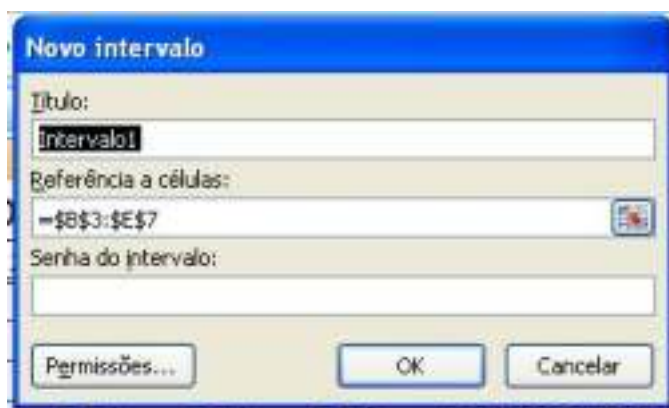 Novo intervalo
Título:
Intervalo1
Referência a células:
=$B$3:$E$7
Senha do intervalo:
Permissões...
OK
Cancelar